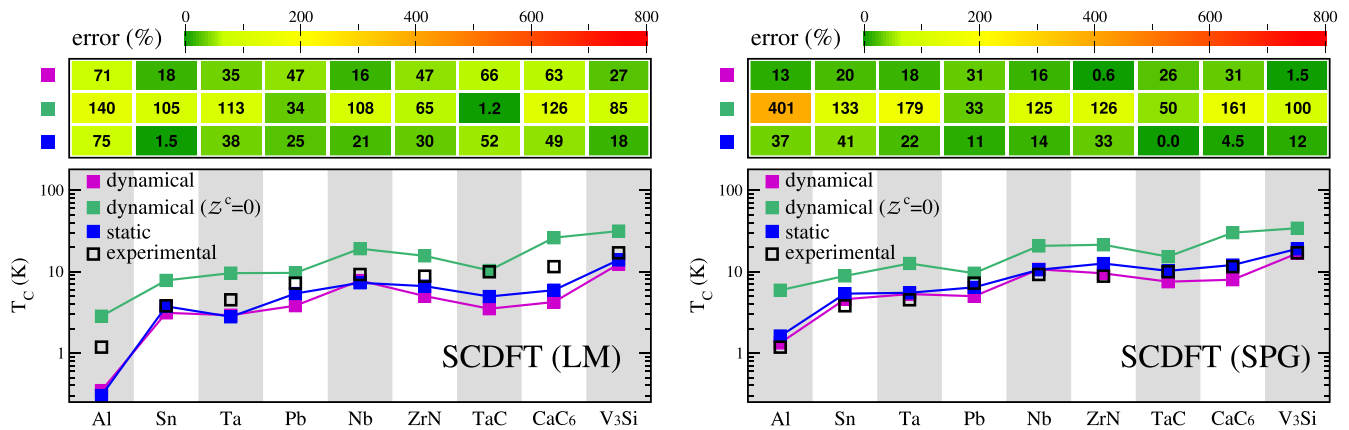 0 200 400 600 800
error (%)
71 18 35 47 16 47 66 63 27
140 105 113 34 108 65 1.2 126 85
75 1.5 38 25 21 30 52 49 18
100
10
1
T_C (K)
dynamical
dynamical (Z^c=0)
static
experimental
SCDFT (LM)
Al Sn Ta Pb Nb ZrN TaC CaC₆ V₃Si
0 200 400 600 800
error (%)
13 20 18 31 16 0.6 26 31 1.5
401 133 179 33 125 126 50 161 100
37 41 22 11 14 33 0.0 4.5 12
100
10
1
T_C (K)
dynamical
dynamical (Z^c=0)
static
experimental
SCDFT (SPG)
Al Sn Ta Pb Nb ZrN TaC CaC₆ V₃Si